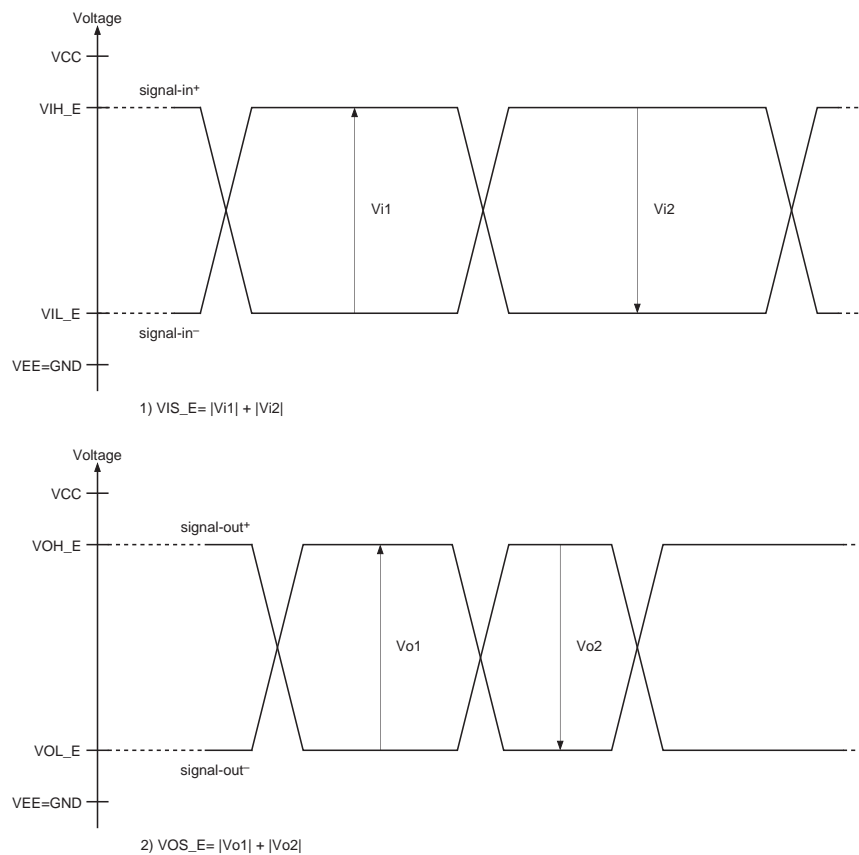 Voltage
VCC
signal-in+
VIH_E
Vi1
Vi2
VIL_E
signal-in–
VEE=GND
1) VIS_E= |Vi1| + |Vi2|
Voltage
VCC
signal-out+
VOH_E
Vo1
Vo2
VOL_E
signal-out–
VEE=GND
2) VOS_E= |Vo1| + |Vo2|